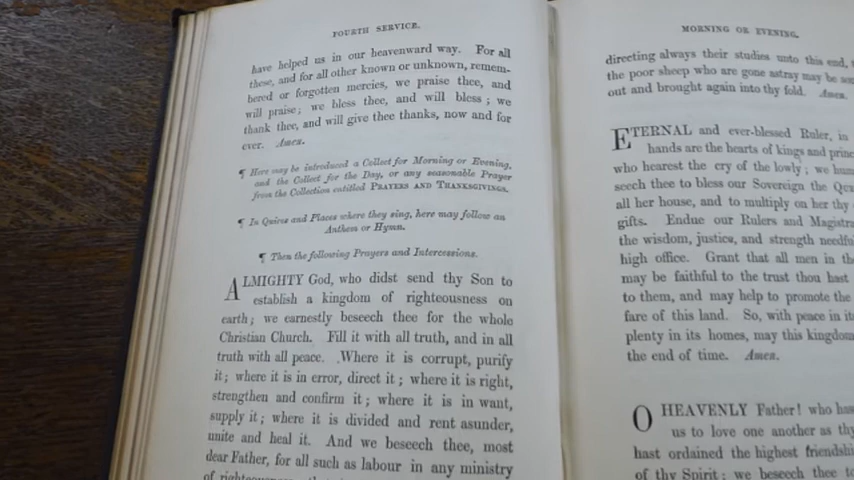 FOURTH SERVICE.
have helped us in our heavenward way. For all
these, and for all other known or unknown, remem-
bered or forgotten mercies, we praise thee, and
will praise; we bless thee, and will bless; we
thank thee, and will give thee thanks, now and for
ever. Amen.
¶ Here may be introduced a Collect for Morning or Evening,
and the Collect for the Day, or any seasonable Prayer
from the Collection entitled PRAYERS AND THANKSGIVINGS.
¶ In Quires and Places where they sing, here may follow an
Anthem or Hymn.
¶ Then the following Prayers and Intercessions.
ALMIGHTY God, who didst send thy Son to
establish a kingdom of righteousness on
earth; we earnestly beseech thee for the whole
Christian Church. Fill it with all truth, and in all
truth with all peace. Where it is corrupt, purify
it; where it is in error, direct it; where it is right,
strengthen and confirm it; where it is in want,
supply it; where it is divided and rent asunder,
unite and heal it. And we beseech thee, most
dear Father, for all such as labour in any ministry
of righteousness,
MORNING OR EVENING.
directing always their studies unto this end,
the poor sheep who are gone astray may be
out and brought again into thy fold. Amen.
ETERNAL and ever-blessed Ruler, in
hands are the hearts of kings and
who hearest the cry of the lowly; we
seech thee to bless our Sovereign the
all her house, and to multiply on her thy
gifts. Endue our Rulers and
the wisdom, justice, and strength
high office. Grant that all men in
may be faithful to the trust thou hast
to them, and may help to promote the
fare of this land. So, with peace in
plenty in its homes, may this
the end of time. Amen.
O HEAVENLY Father! who
us to love one another as
hast ordained the highest
of thy Spirit; we beseech thee